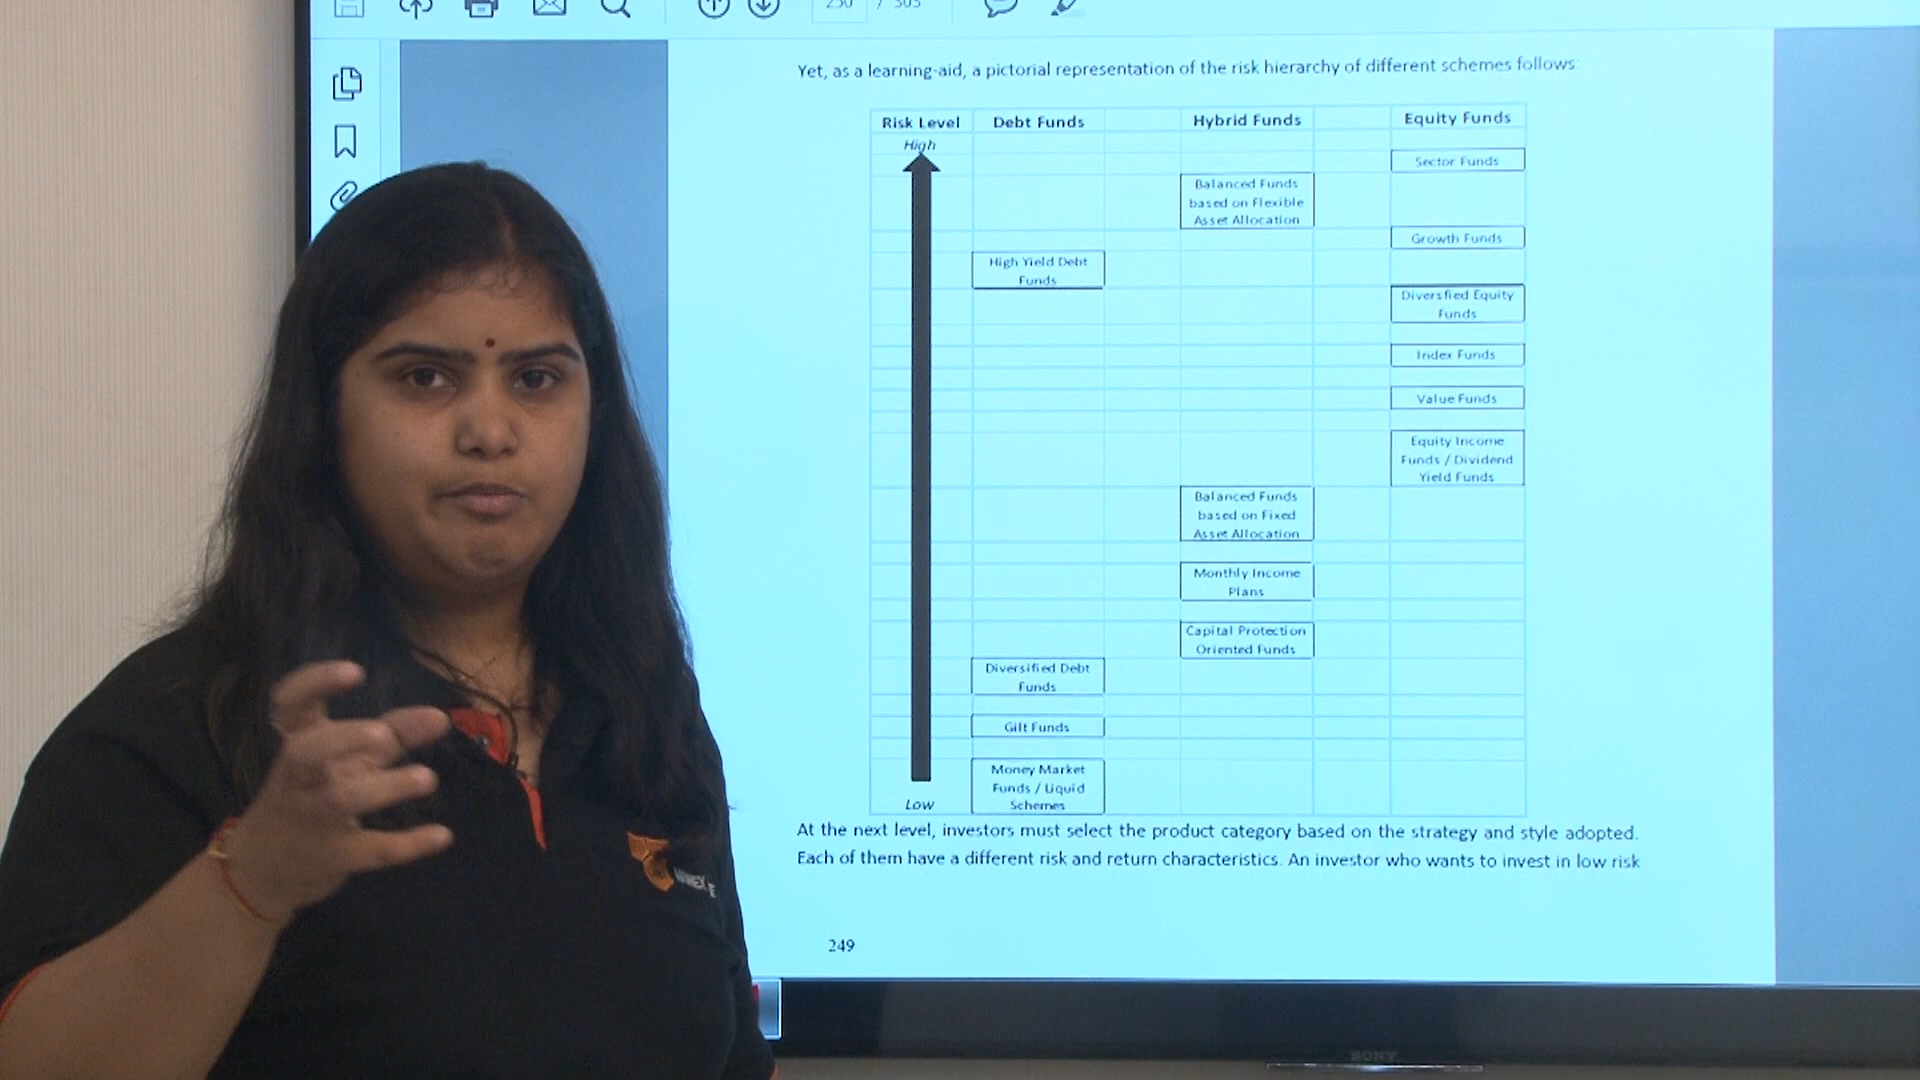 250 / 303
Yet, as a learning-aid, a pictorial representation of the risk hierarchy of different schemes follows:
Risk Level Debt Funds Hybrid Funds Equity Funds
High
Sector Funds
Balanced Funds
based on Flexible
Asset Allocation
Growth Funds
High Yield Debt
Funds
Diversfied Equity
Funds
Index Funds
Value Funds
Equity Income
Funds / Dividend
Yield Funds
Balanced Funds
based on Fixed
Asset Allocation
Monthly Income
Plans
Capital Protection
Oriented Funds
Diversified Debt
Funds
Gilt Funds
Money Market
Funds / Liquid
Schemes
Low
At the next level, investors must select the product category based on the strategy and style adopted.
Each of them have a different risk and return characteristics. An investor who wants to invest in low risk
249
SONY